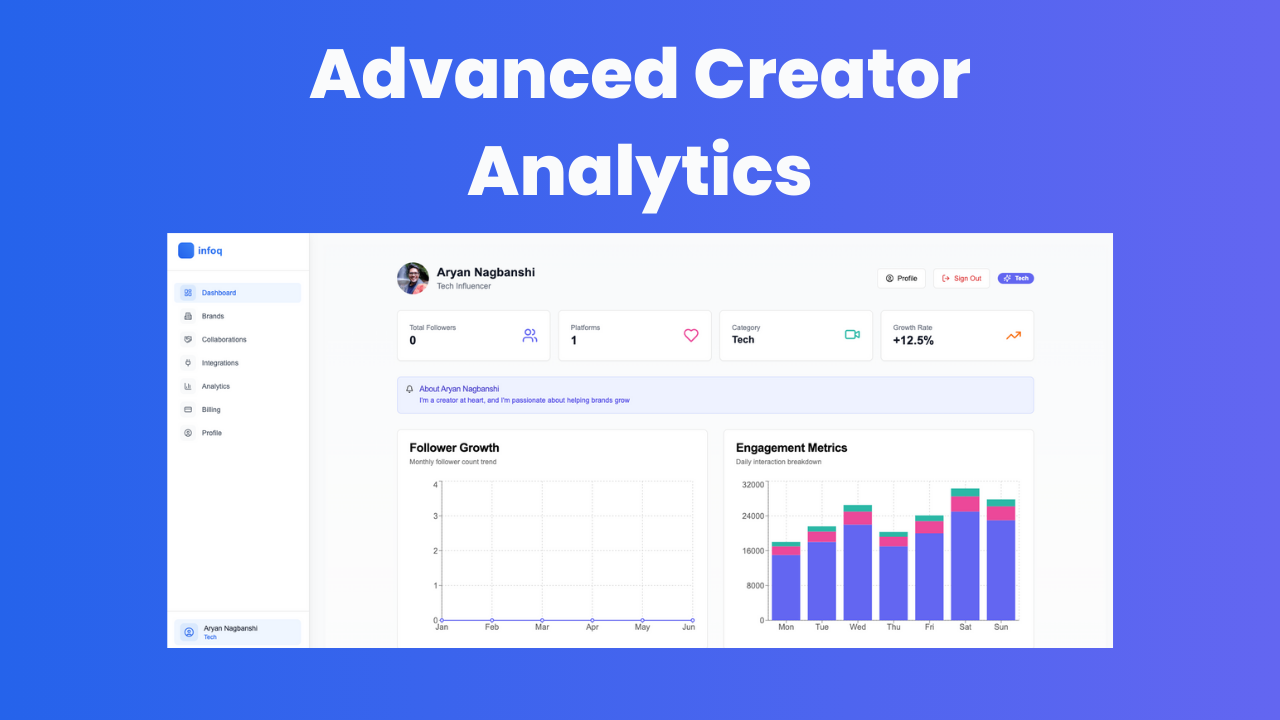 Advanced Creator
Analytics
infoq
Dashboard
Brands
Collaborations
Integrations
Analytics
Billing
Profile
Aryan Nagbanshi
Tech
Aryan Nagbanshi
Tech influencer
Profile
Sign Out
Tech
Total Followers
0
Platforms
1
Category
Tech
Growth Rate
+12.5%
About Aryan Nagbanshi
I'm a creator at heart, and I'm passionate about helping brands grow
Follower Growth
Monthly follower count trend
4
3
2
1
0
Jan Feb Mar Apr May Jun
Engagement Metrics
Daily interaction breakdown
32000
24000
16000
8000
0
Mon Tue Wed Thu Fri Sat Sun